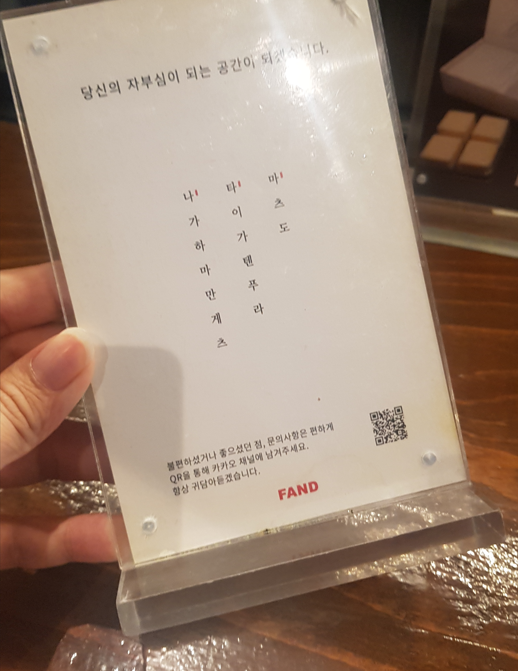 당신의 자부심이 되는 공간이 되겠습니다.
나가하마만게츠
타이가텐푸라
마츠도
불편하셨거나 좋으셨던 점, 문의사항은 편하게
QR을 통해 카카오 채널에 남겨주세요.
항상 귀담아듣겠습니다.
FAND